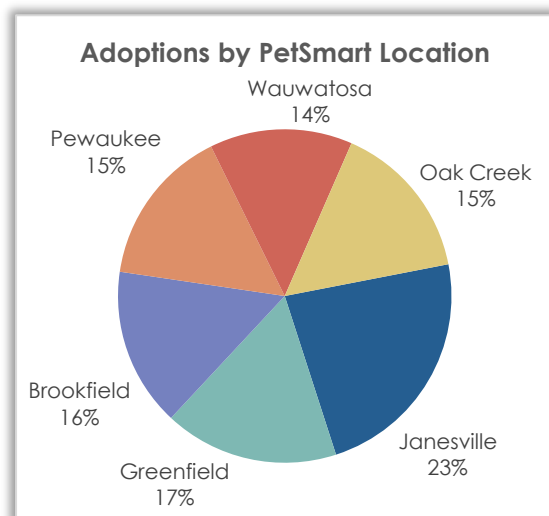 Adoptions by PetSmart Location
Wauwatosa
14%
Pewaukee
15%
Oak Creek
15%
Brookfield
16%
Janesville
23%
Greenfield
17%